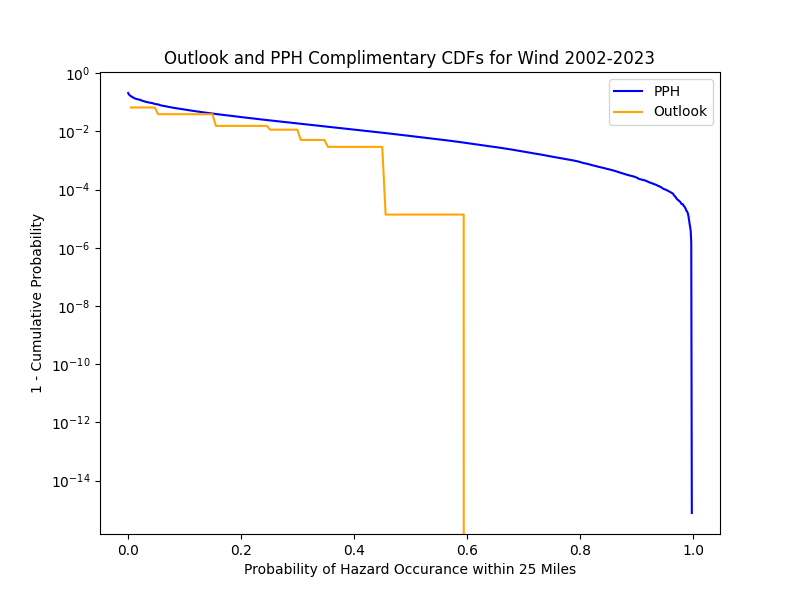 Outlook and PPH Complimentary CDFs for Wind 2002-2023
PPH
Outlook
1 - Cumulative Probability
10⁰
10⁻²
10⁻⁴
10⁻⁶
10⁻⁸
10⁻¹⁰
10⁻¹²
10⁻¹⁴
0.0 0.2 0.4 0.6 0.8 1.0
Probability of Hazard Occurance within 25 Miles